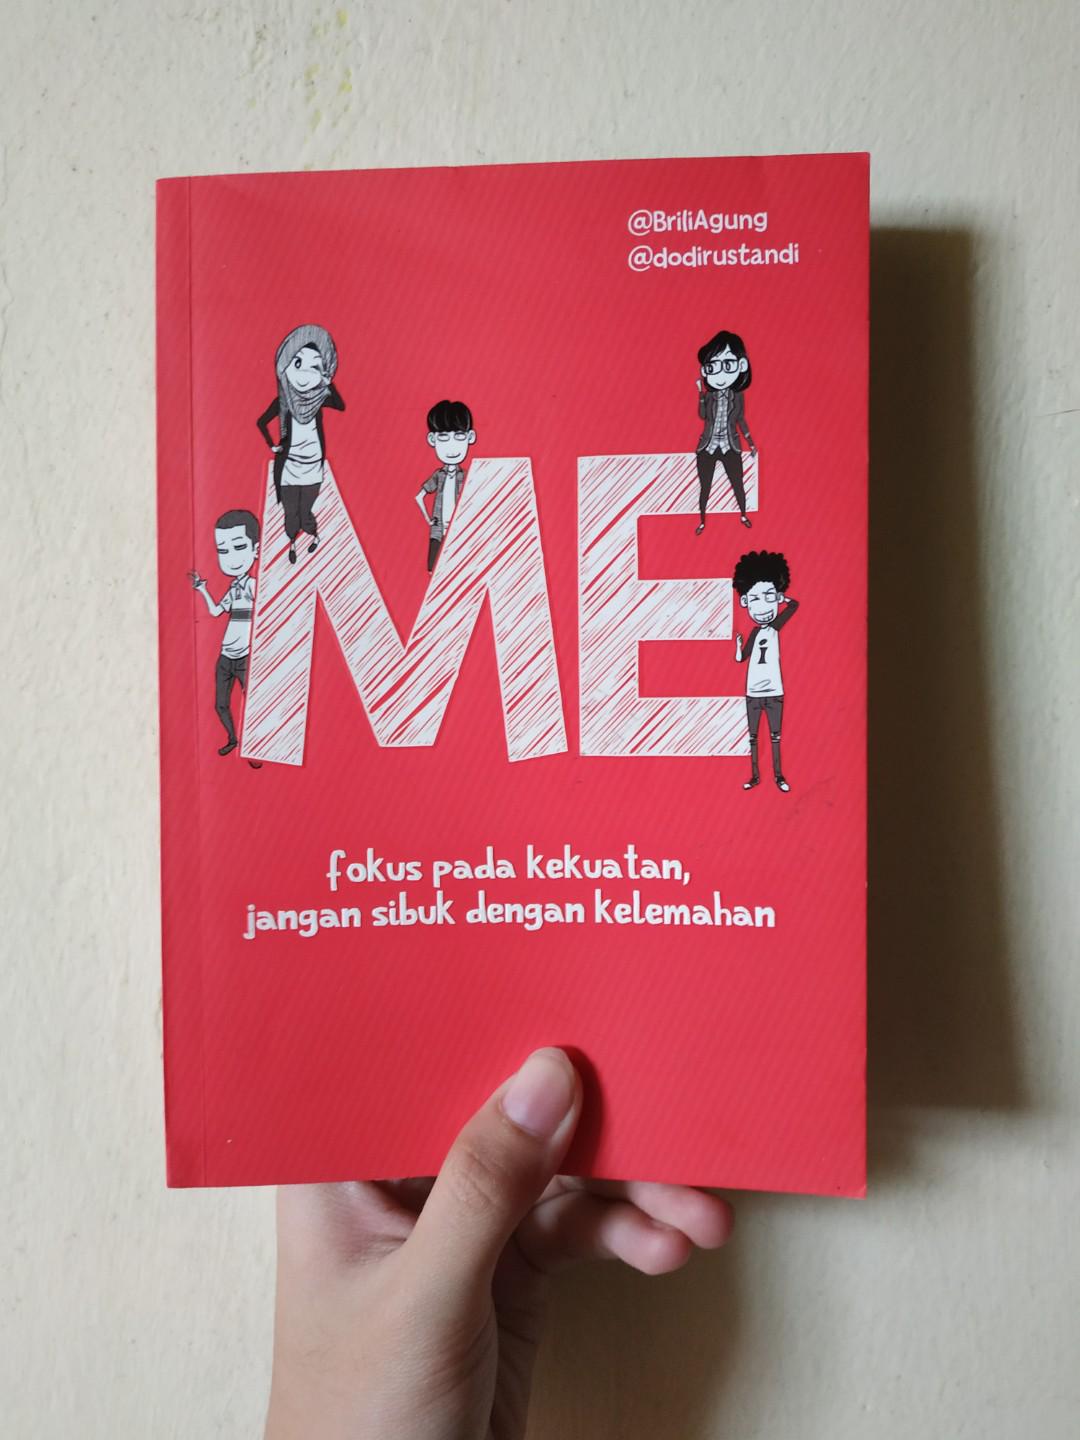 @BriliAgung
@dodirustandi
ME
i
fokus pada kekuatan,
jangan sibuk dengan kelemahan